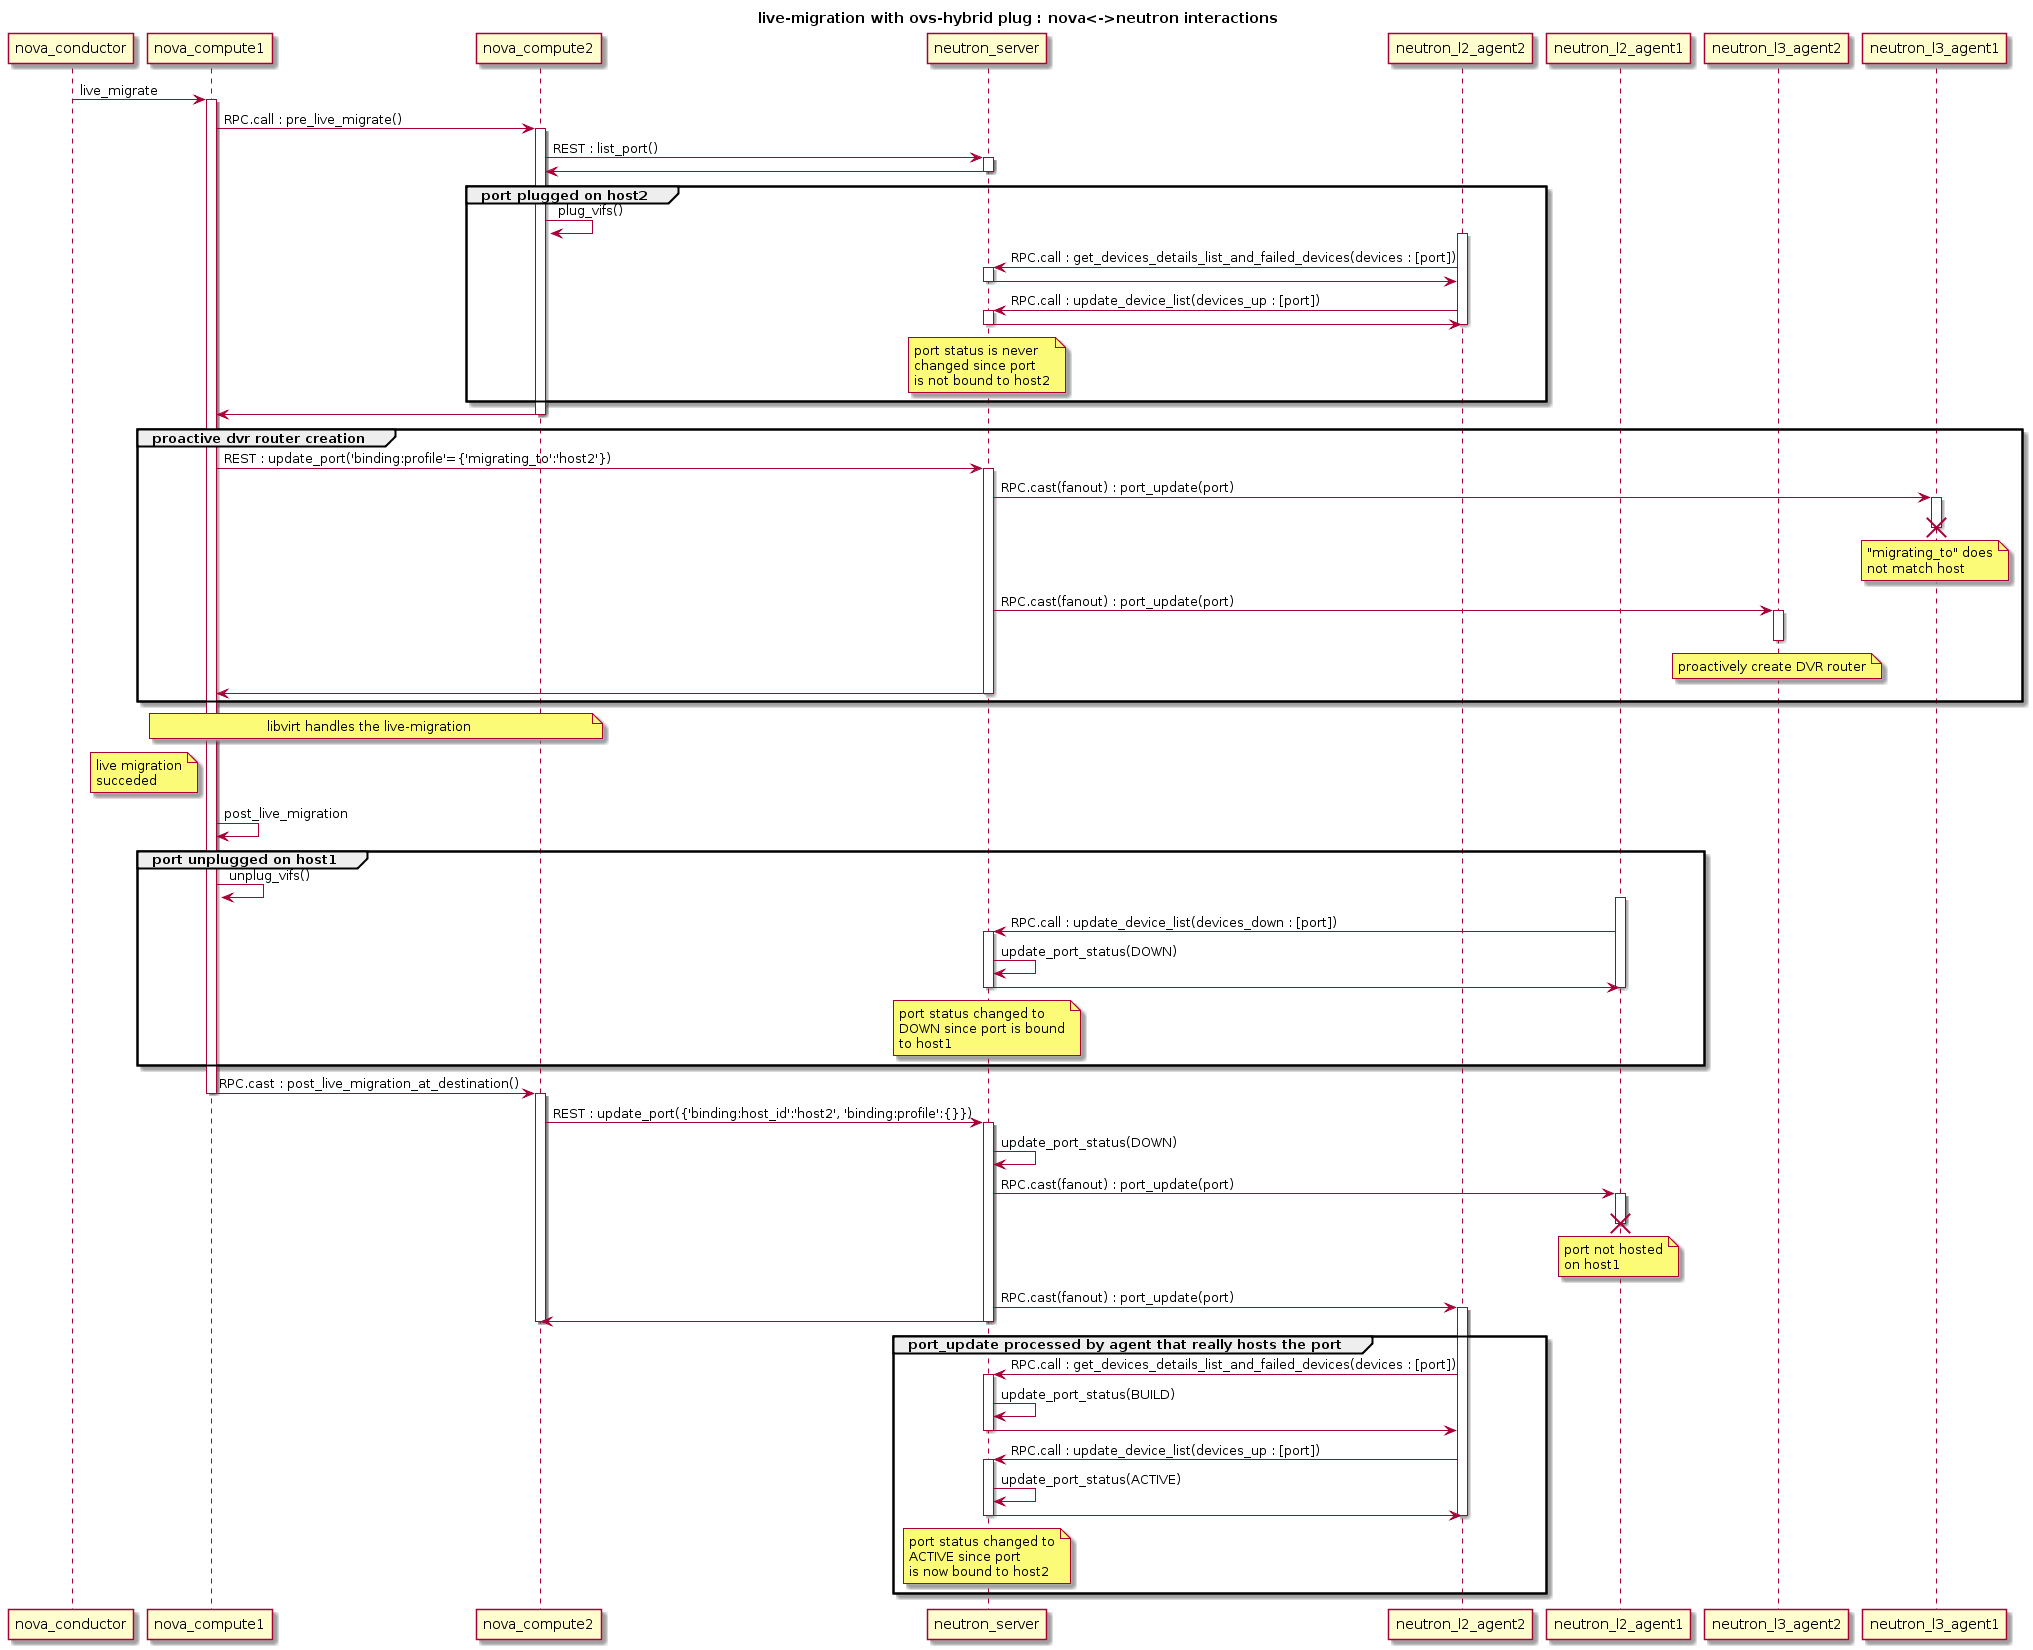 live-migration with ovs-hybrid plug : nova<->neutron interactions
nova_conductor
nova_compute1
nova_compute2
neutron_server
neutron_l2_agent2
neutron_l2_agent1
neutron_l3_agent2
neutron_l3_agent1
live_migrate
RPC.call : pre_live_migrate()
REST : list_port()
port plugged on host2
plug_vifs()
RPC.call : get_devices_details_list_and_failed_devices(devices : [port])
RPC.call : update_device_list(devices_up : [port])
port status is never
changed since port
is not bound to host2
proactive dvr router creation
REST : update_port('binding:profile'={'migrating_to':'host2'})
RPC.cast(fanout) : port_update(port)
"migrating_to" does
not match host
RPC.cast(fanout) : port_update(port)
proactively create DVR router
libvirt handles the live-migration
live migration
succeded
post_live_migration
port unplugged on host1
unplug_vifs()
RPC.call : update_device_list(devices_down : [port])
update_port_status(DOWN)
port status changed to
DOWN since port is bound
to host1
RPC.cast : post_live_migration_at_destination()
REST : update_port({'binding:host_id':'host2', 'binding:profile':{}})
update_port_status(DOWN)
RPC.cast(fanout) : port_update(port)
port not hosted
on host1
RPC.cast(fanout) : port_update(port)
port_update processed by agent that really hosts the port
RPC.call : get_devices_details_list_and_failed_devices(devices : [port])
update_port_status(BUILD)
RPC.call : update_device_list(devices_up : [port])
update_port_status(ACTIVE)
port status changed to
ACTIVE since port
is now bound to host2
nova_conductor
nova_compute1
nova_compute2
neutron_server
neutron_l2_agent2
neutron_l2_agent1
neutron_l3_agent2
neutron_l3_agent1